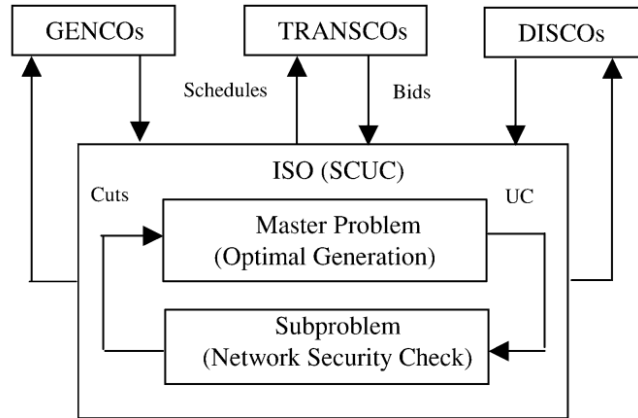 GENCOs
TRANSCOs
DISCOs
Schedules
Bids
ISO (SCUC)
Cuts
UC
Master Problem
(Optimal Generation)
Subproblem
(Network Security Check)